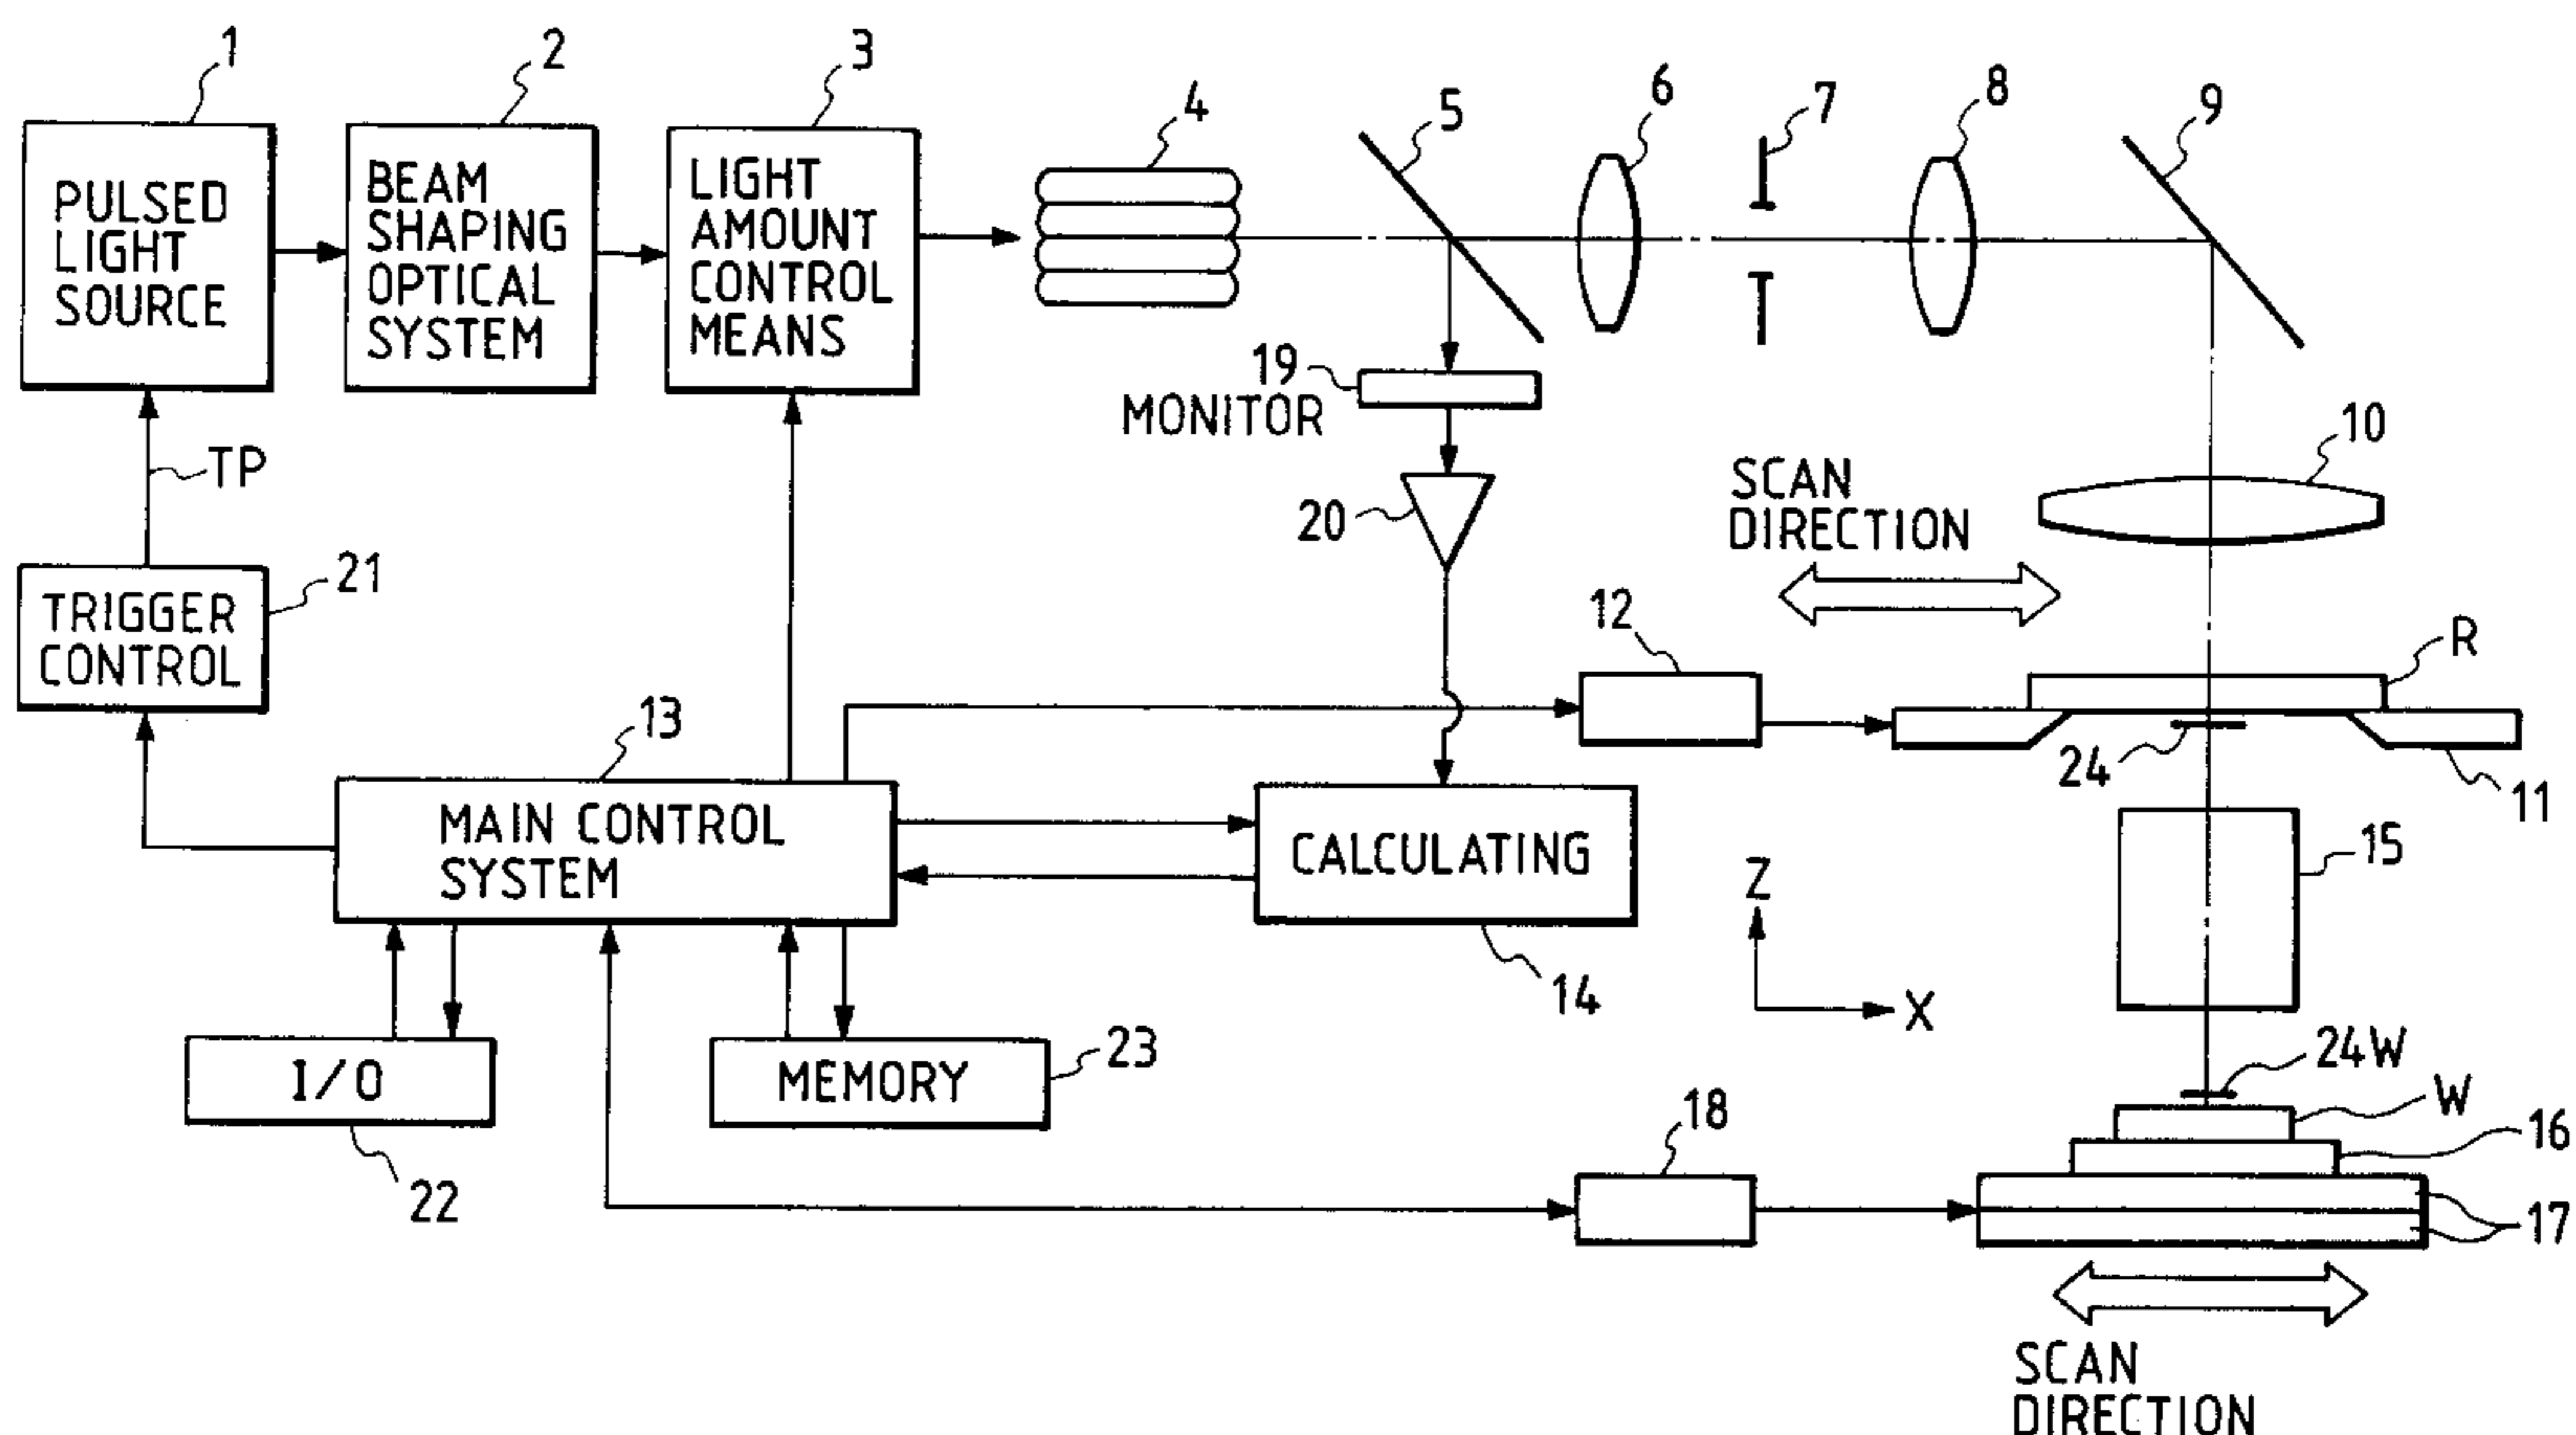 1
2
3
4
5
6
7
8
9
PULSED
LIGHT
SOURCE
BEAM
SHAPING
OPTICAL
SYSTEM
LIGHT
AMOUNT
CONTROL
MEANS
19
MONITOR
TP
20
10
SCAN
DIRECTION
21
TRIGGER
CONTROL
12
R
24
11
13
MAIN CONTROL
SYSTEM
CALCULATING
14
15
Z
X
I/O
22
MEMORY
23
24W
W
16
18
17
SCAN
DIRECTION